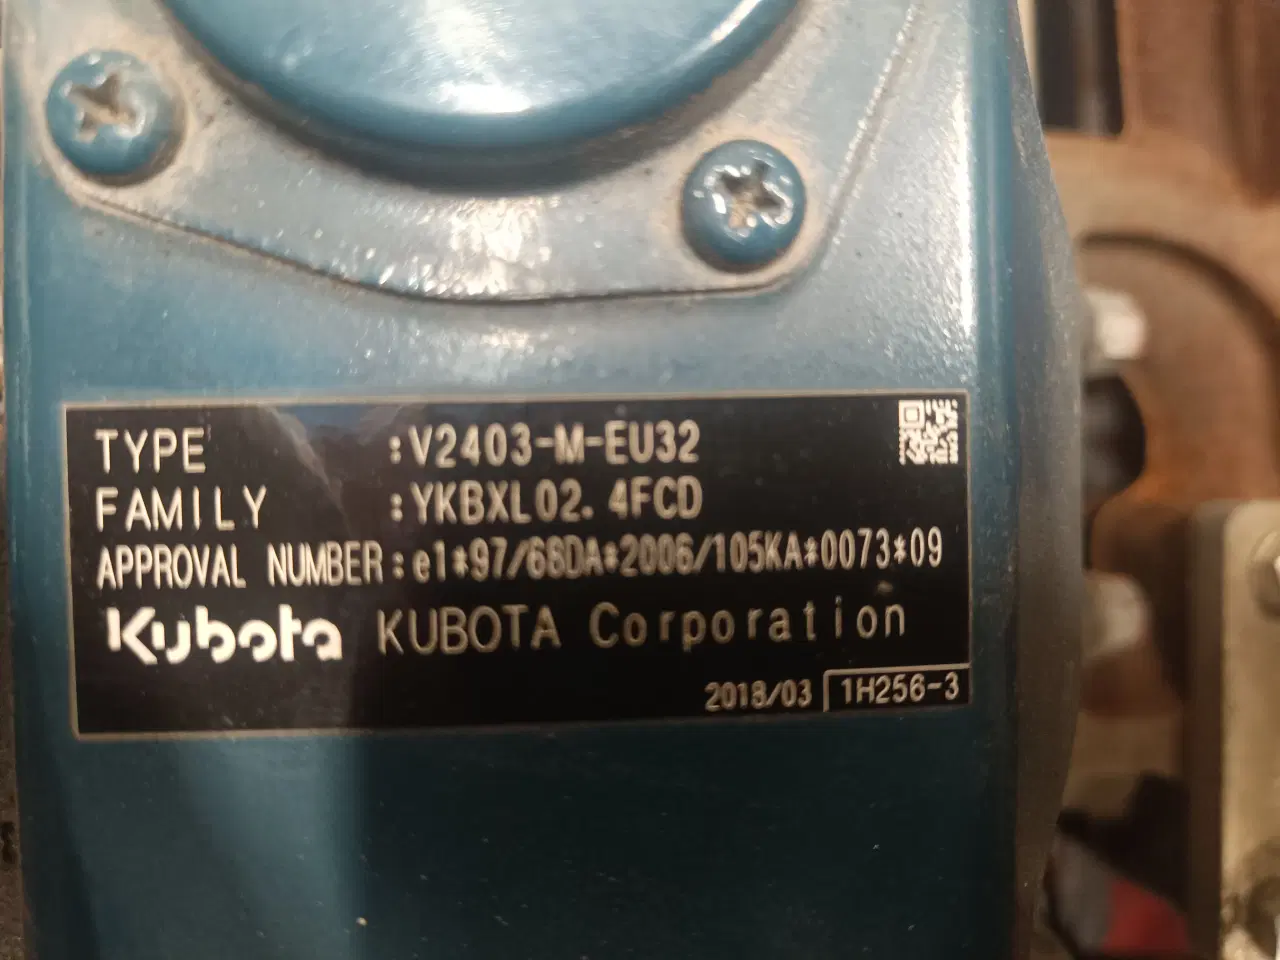 TYPE :V2403-M-EU32
FAMILY :YKBXL02.4FCD
APPROVAL NUMBER:e1*97/68DA*2006/105KA*0073*09
Kubota KUBOTA Corporation
2018/03 1H256-3